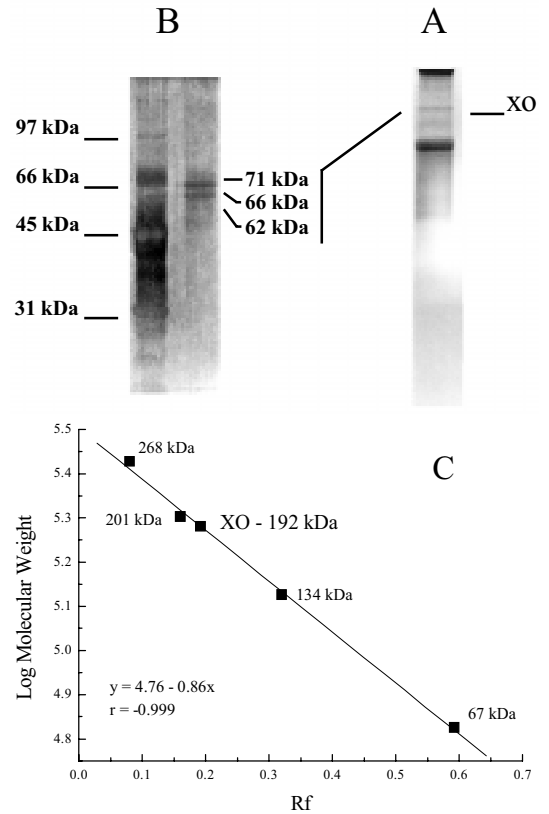 B
A
97 kDa
66 kDa
45 kDa
31 kDa
71 kDa
66 kDa
62 kDa
XO
C
5.5
5.4
5.3
5.2
5.1
5.0
4.9
4.8
Log Molecular Weight
268 kDa
201 kDa
XO - 192 kDa
134 kDa
67 kDa
y = 4.76 - 0.86x
r = -0.999
0.0
0.1
0.2
0.3
0.4
0.5
0.6
0.7
Rf